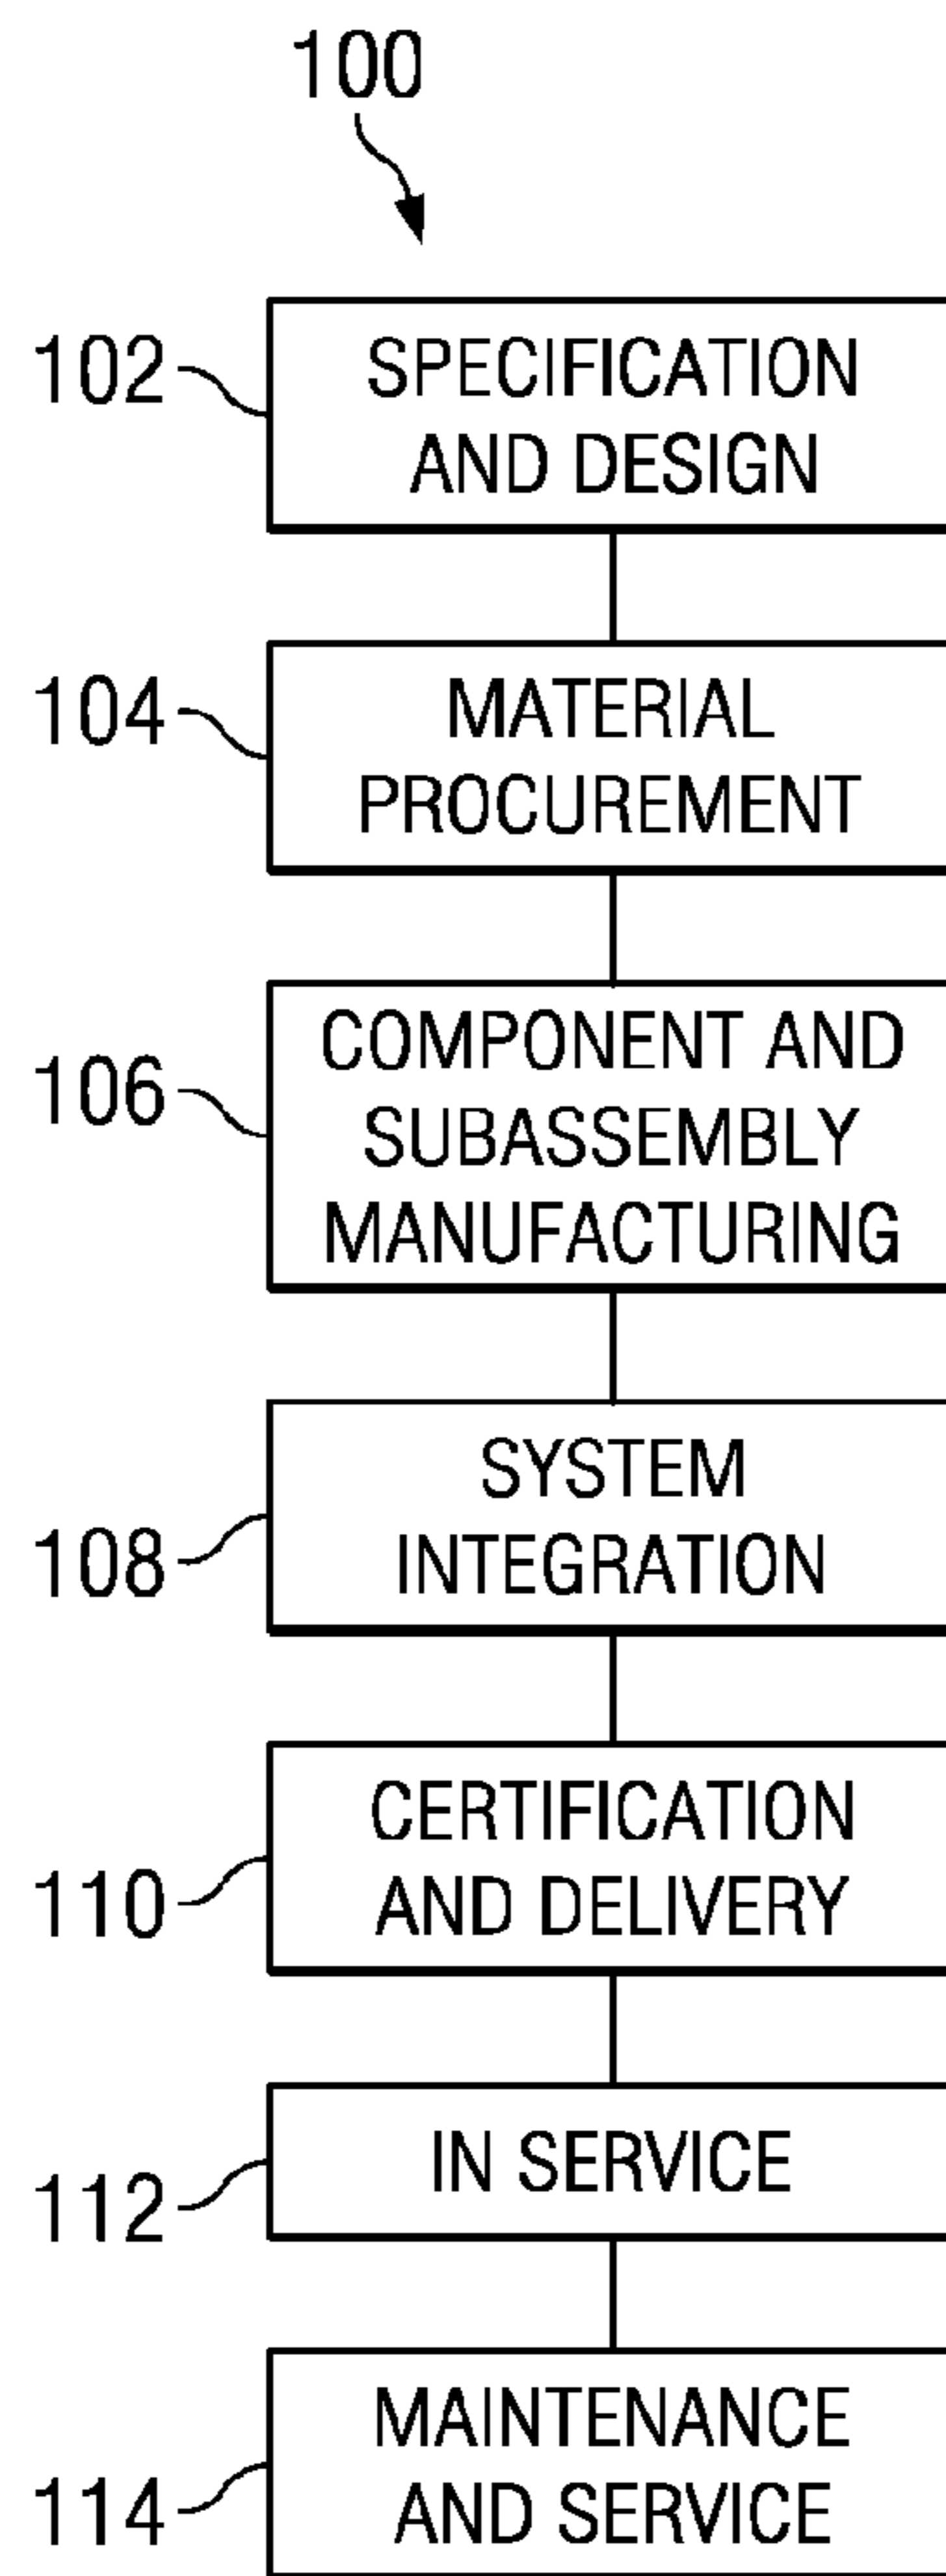 100
102
SPECIFICATION
AND DESIGN
104
MATERIAL
PROCUREMENT
106
COMPONENT AND
SUBASSEMBLY
MANUFACTURING
108
SYSTEM
INTEGRATION
110
CERTIFICATION
AND DELIVERY
112
IN SERVICE
114
MAINTENANCE
AND SERVICE